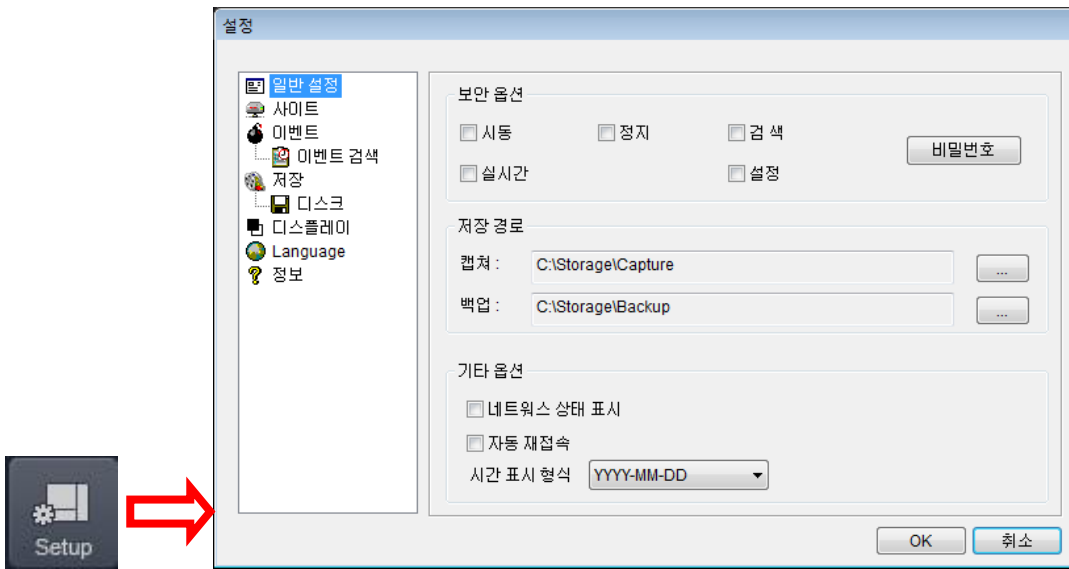 설정
일반 설정
사이트
이벤트
이벤트 검색
저장
디스크
디스플레이
Language
정보
보안 옵션
시동 정지 검 색
비밀번호
실시간 설정
저장 경로
캡쳐 : C:\Storage\Capture ...
백업 : C:\Storage\Backup ...
기타 옵션
네트워스 상태 표시
자동 재접속
시간 표시 형식 YYYY-MM-DD
OK 취소
Setup